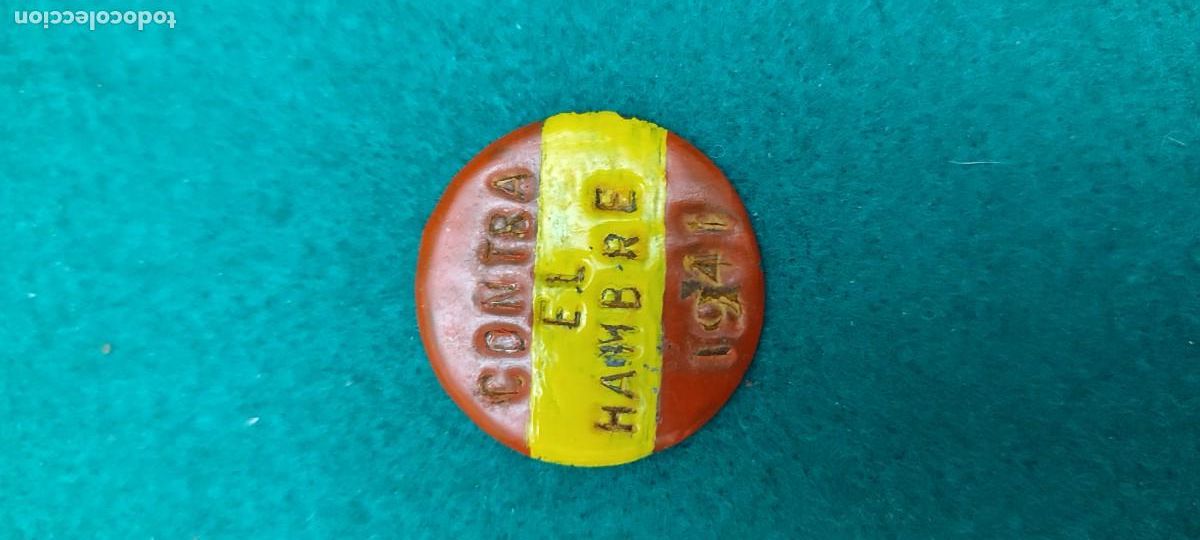 CONTRA
EL
HAMBRE
1941
todocoleccion